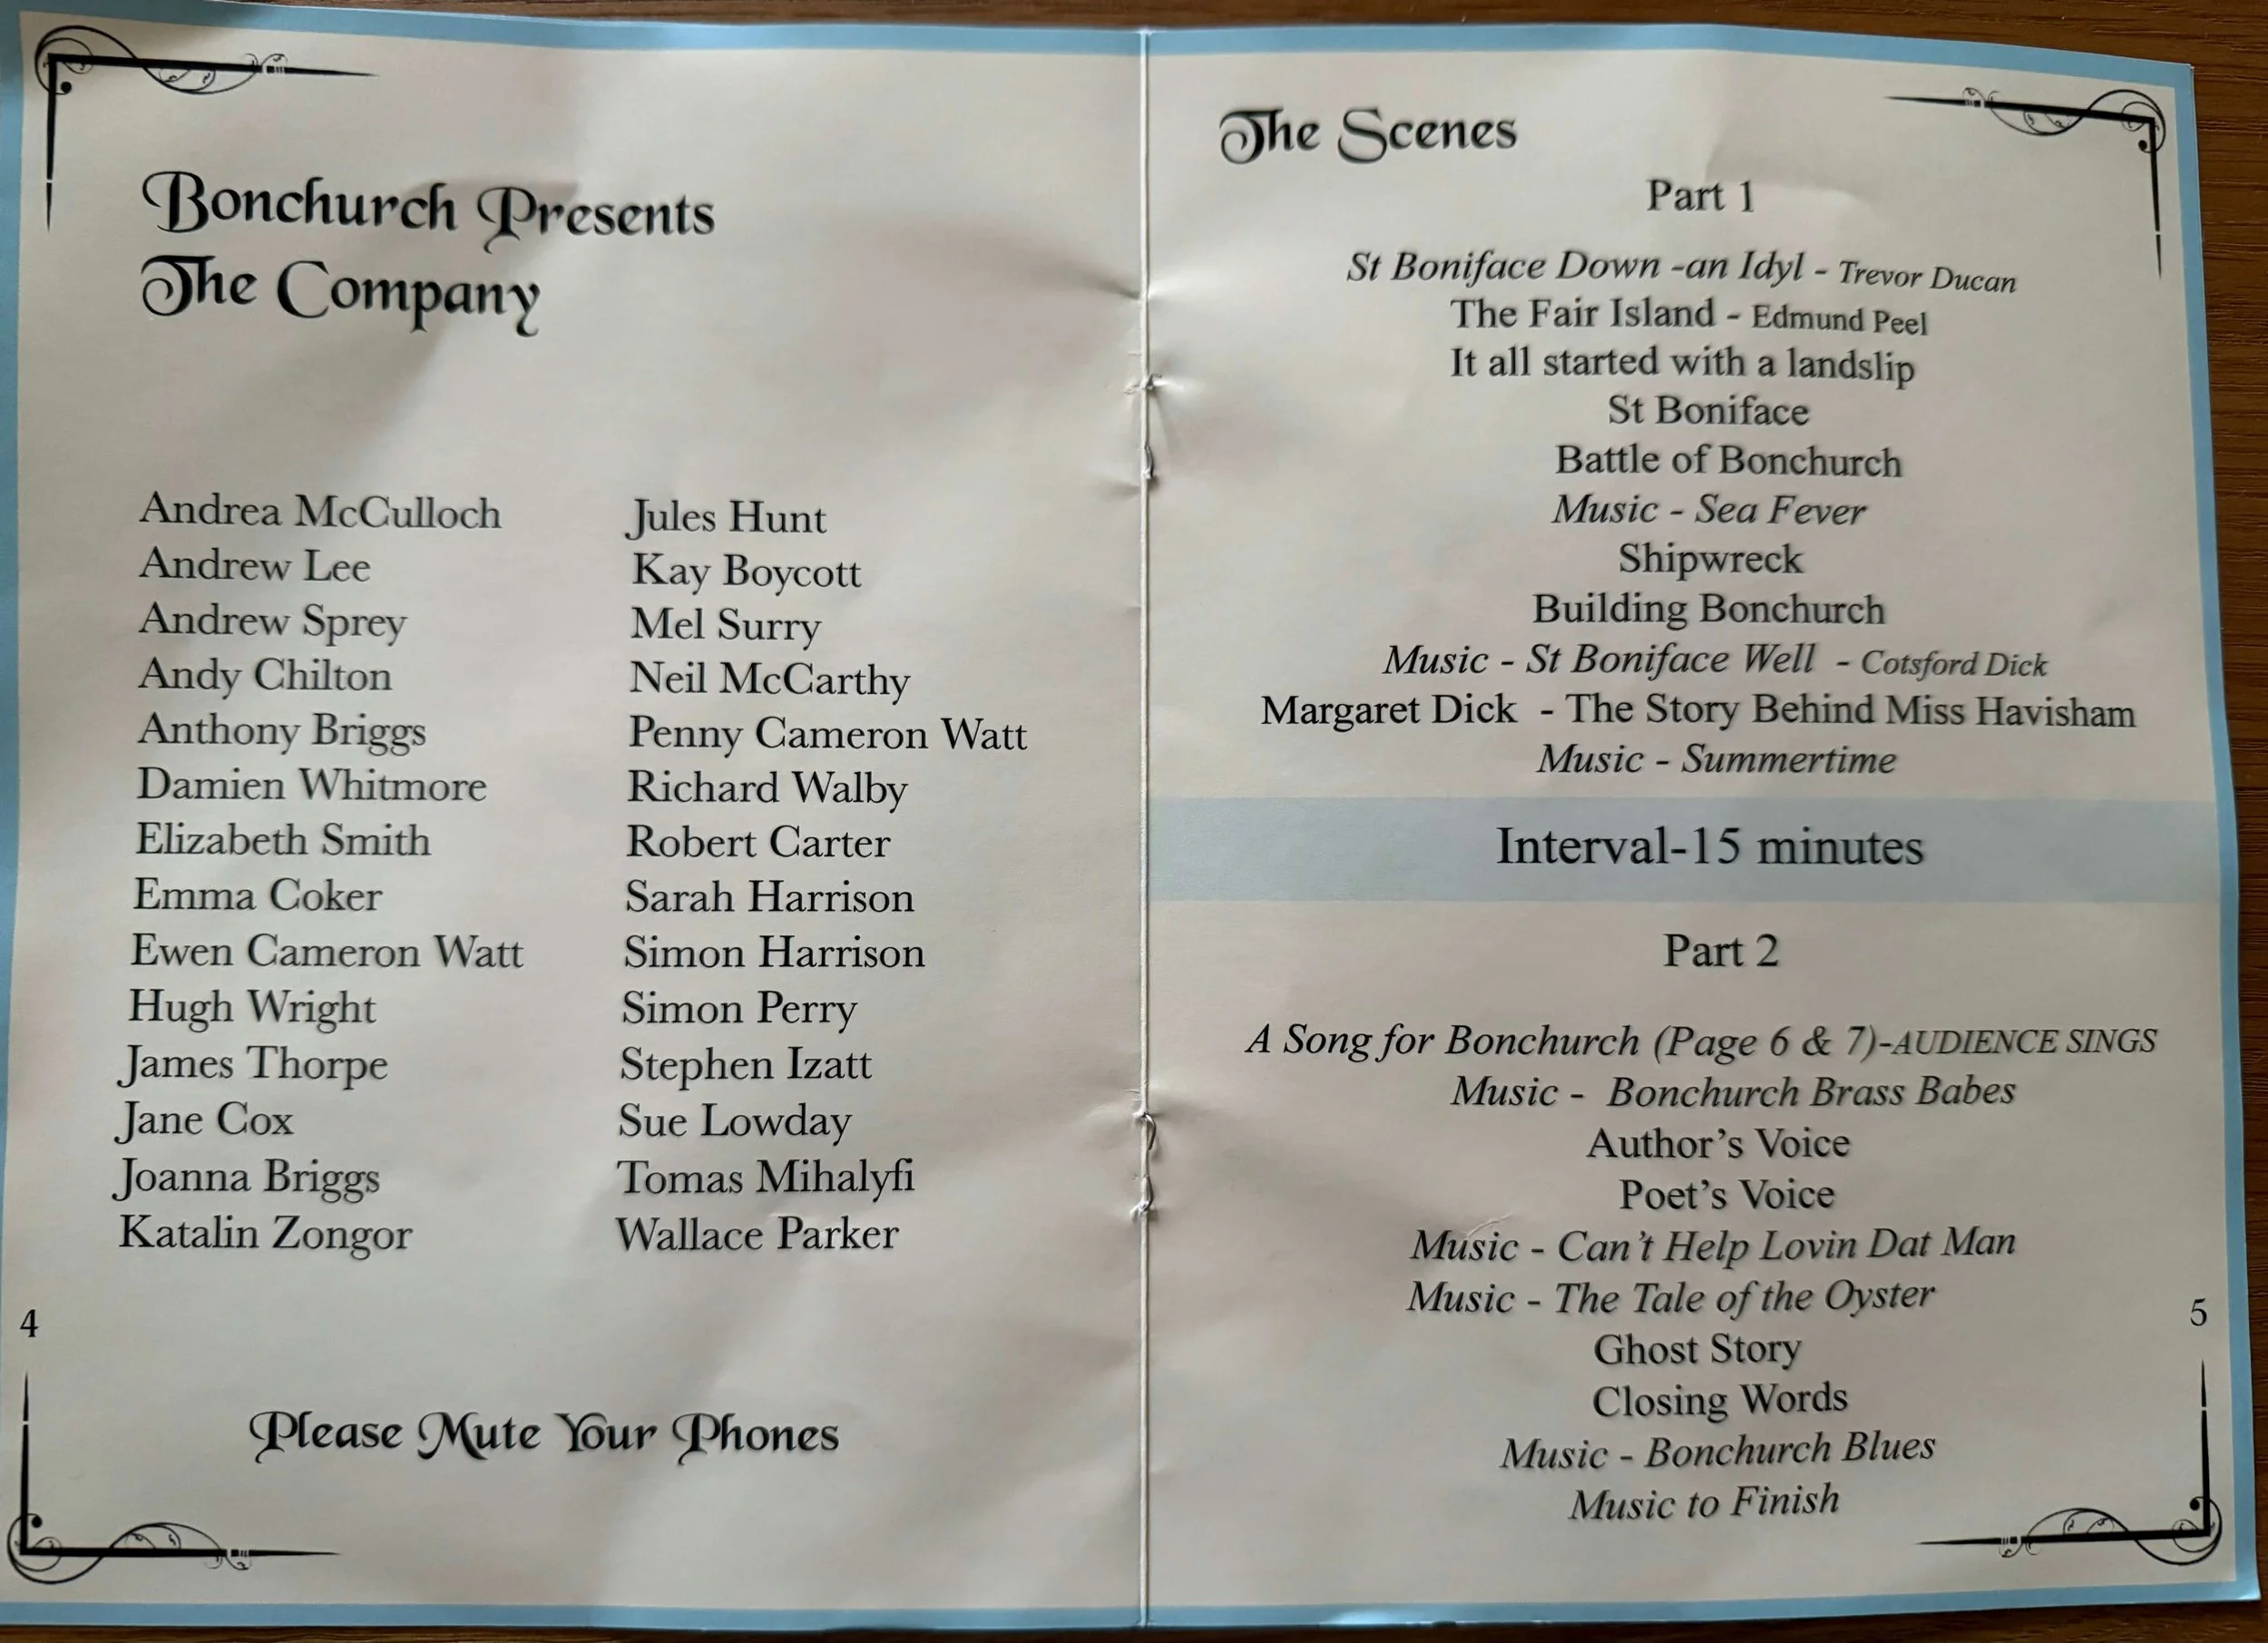 Bonchurch Presents
The Company
Andrea McCulloch
Andrew Lee
Andrew Sprey
Andy Chilton
Anthony Briggs
Damien Whitmore
Elizabeth Smith
Emma Coker
Ewen Cameron Watt
Hugh Wright
James Thorpe
Jane Cox
Joanna Briggs
Katalin Zongor
Jules Hunt
Kay Boycott
Mel Surry
Neil McCarthy
Penny Cameron Watt
Richard Walby
Robert Carter
Sarah Harrison
Simon Harrison
Simon Perry
Stephen Izatt
Sue Lowday
Tomas Mihalyfi
Wallace Parker
4
Please Mute Your Phones
The Scenes
Part 1
St Boniface Down -an Idyl - Trevor Ducan
The Fair Island - Edmund Peel
It all started with a landslip
St Boniface
Battle of Bonchurch
Music - Sea Fever
Shipwreck
Building Bonchurch
Music - St Boniface Well - Cotsford Dick
Margaret Dick - The Story Behind Miss Havisham
Music - Summertime
Interval-15 minutes
Part 2
A Song for Bonchurch (Page 6 & 7)-AUDIENCE SINGS
Music - Bonchurch Brass Babes
Author's Voice
Poet's Voice
Music - Can't Help Lovin Dat Man
Music - The Tale of the Oyster
5
Ghost Story
Closing Words
Music - Bonchurch Blues
Music to Finish